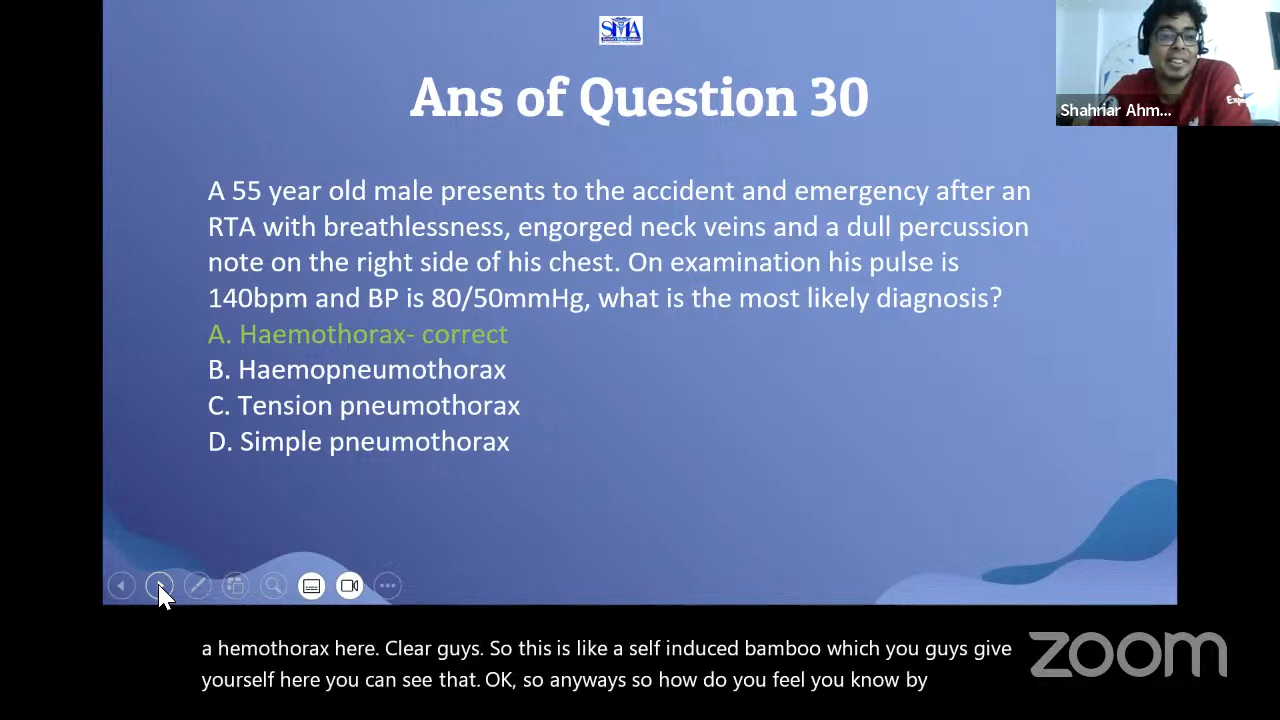 SMA
Ans of Question 30
Shahriar Ahm...
A 55 year old male presents to the accident and emergency after an
RTA with breathlessness, engorged neck veins and a dull percussion
note on the right side of his chest. On examination his pulse is
140bpm and BP is 80/50mmHg, what is the most likely diagnosis?
A. Haemothorax- correct
B. Haemopneumothorax
C. Tension pneumothorax
D. Simple pneumothorax
a hemothorax here. Clear guys. So this is like a self induced bamboo which you guys give
yourself here you can see that. OK, so anyways so how do you feel you know by
zoom